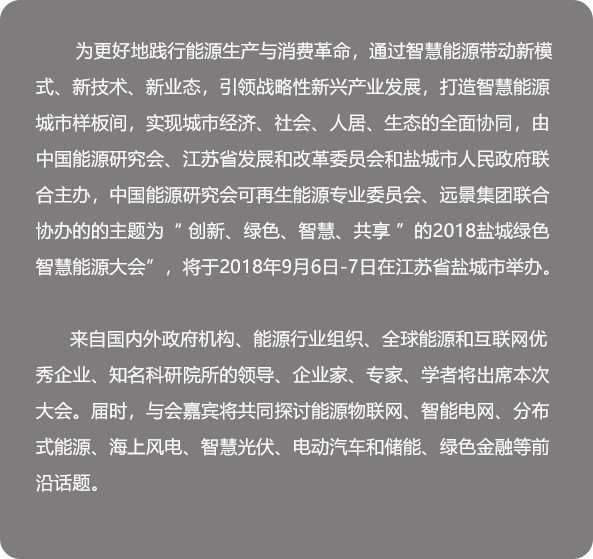 为更好地践行能源生产与消费革命，通过智慧能源带动新模
式、新技术、新业态，引领战略性新兴产业发展，打造智慧能源
城市样板间，实现城市经济、社会、人居、生态的全面协同，由
中国能源研究会、江苏省发展和改革委员会和盐城市人民政府联
合主办，中国能源研究会可再生能源专业委员会、远景集团联合
协办的的主题为“ 创新、绿色、智慧、共享 ”的2018盐城绿色
智慧能源大会”，将于2018年9月6日-7日在江苏省盐城市举办。
来自国内外政府机构、能源行业组织、全球能源和互联网优
秀企业、知名科研院所的领导、企业家、专家、学者将出席本次
大会。届时，与会嘉宾将共同探讨能源物联网、智能电网、分布
式能源、海上风电、智慧光伏、电动汽车和储能、绿色金融等前
沿话题。